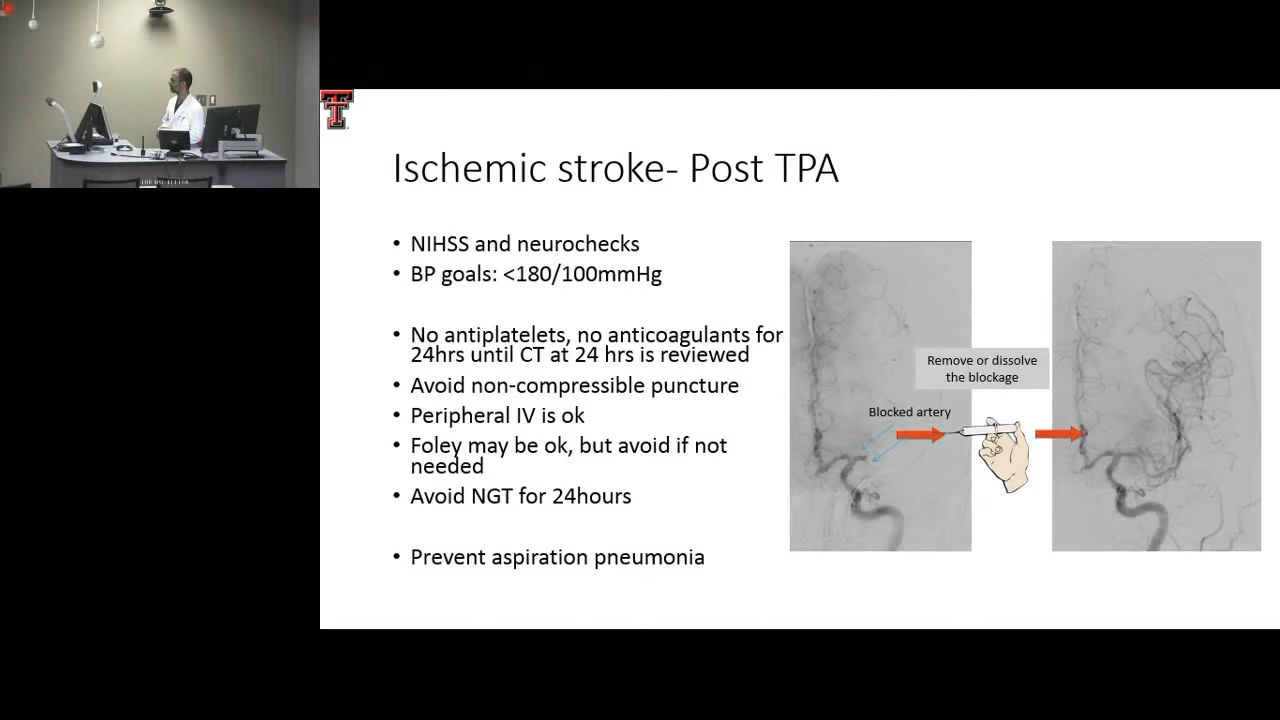 Ischemic stroke- Post TPA
• NIHSS and neurochecks
• BP goals: <180/100mmHg
• No antiplatelets, no anticoagulants for
24hrs until CT at 24 hrs is reviewed
• Avoid non-compressible puncture
• Peripheral IV is ok
• Foley may be ok, but avoid if not
needed
• Avoid NGT for 24hours
• Prevent aspiration pneumonia
Remove or dissolve
the blockage
Blocked artery